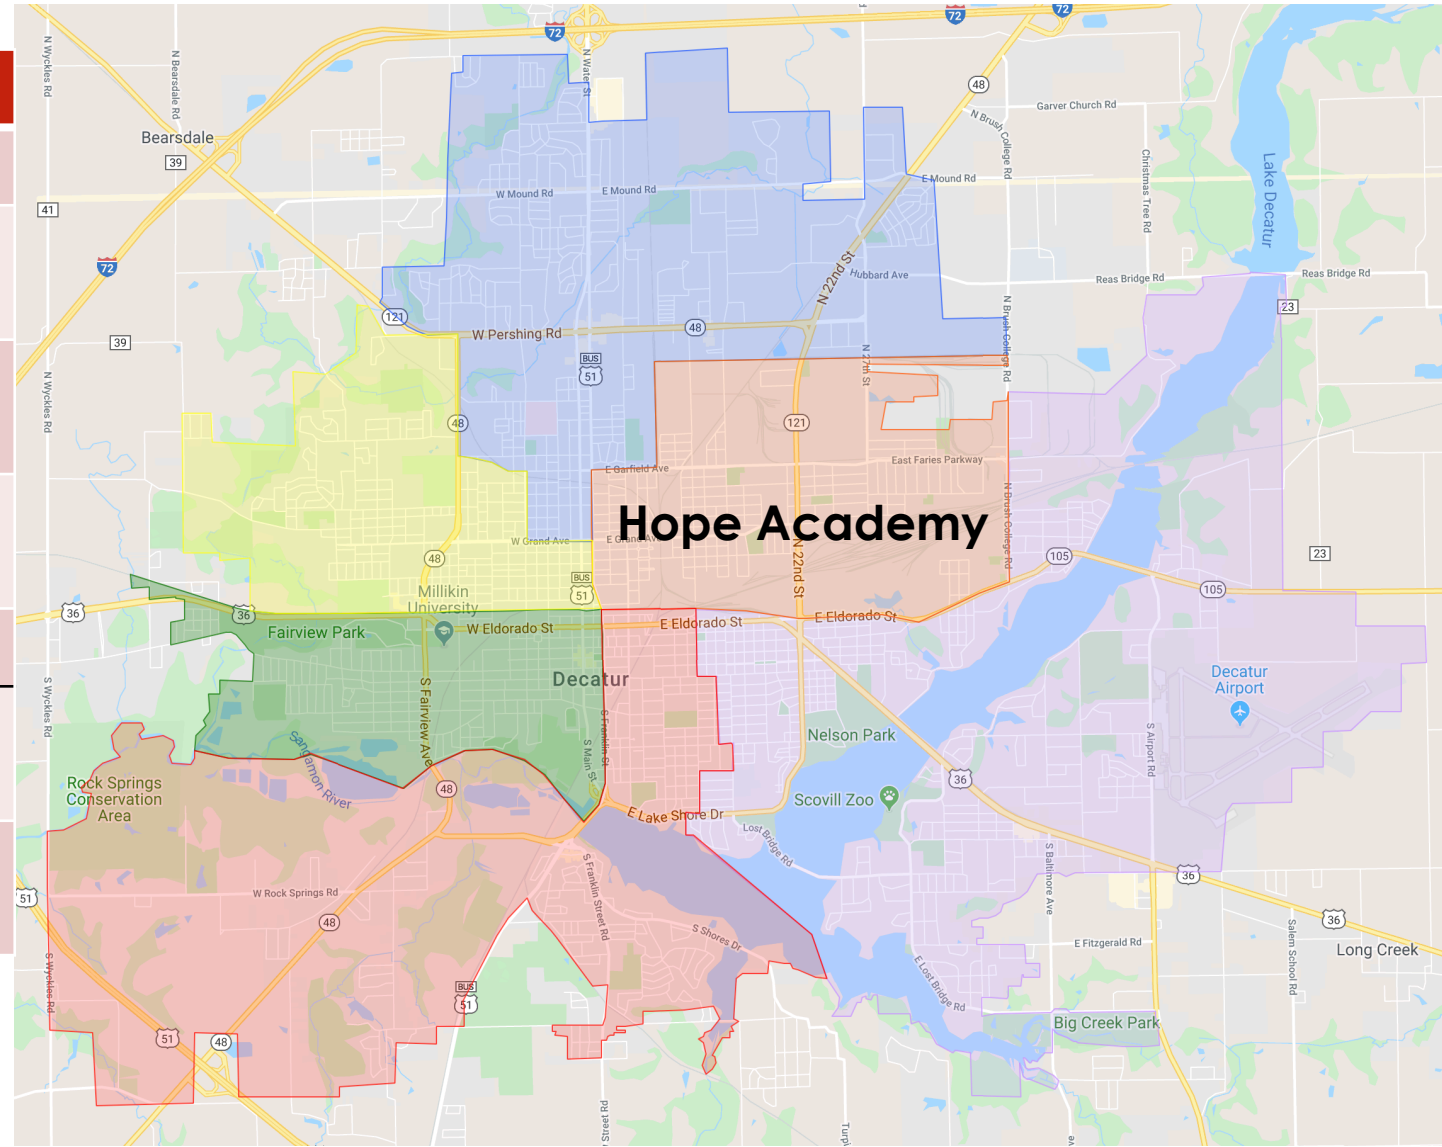 72
72
72
N Wyckles Rd
N Bearsdale Rd
N Water St
48
Garver Church Rd
N Brush College Rd
Bearsdale
39
Christmas Tree Rd
Lake Decatur
W Mound Rd
E Mound Rd
E Mound Rd
41
72
N 22nd St
Hubbard Ave
Reas Bridge Rd
Reas Bridge Rd
23
121
W Pershing Rd
48
N Brush College Rd
39
BUS
51
N 27th St
N Wyckles Rd
48
121
E Garfield Ave
East Faries Parkway
Hope Academy
N Brush College Rd
W Grand Ave
E Grand Ave
N 22nd St
48
105
23
BUS
51
Millikin
University
105
36
36
Fairview Park
W Eldorado St
E Eldorado St
E Eldorado St
Decatur
Decatur
Airport
S Wyckles Rd
S Fairview Ave
S Franklin St
S Main St
Nelson Park
S Airport Rd
Sangamon River
Rock Springs
Conservation
Area
48
36
Scovill Zoo
E Lake Shore Dr
Lost Bridge Rd
S Baltimore Ave
36
51
W Rock Springs Rd
S Franklin Street Rd
48
36
S Shores Dr
E Fitzgerald Rd
Salem School Rd
Long Creek
S Wyckles Rd
E Lost Bridge Rd
BUS
51
Big Creek Park
51
48
Street Rd